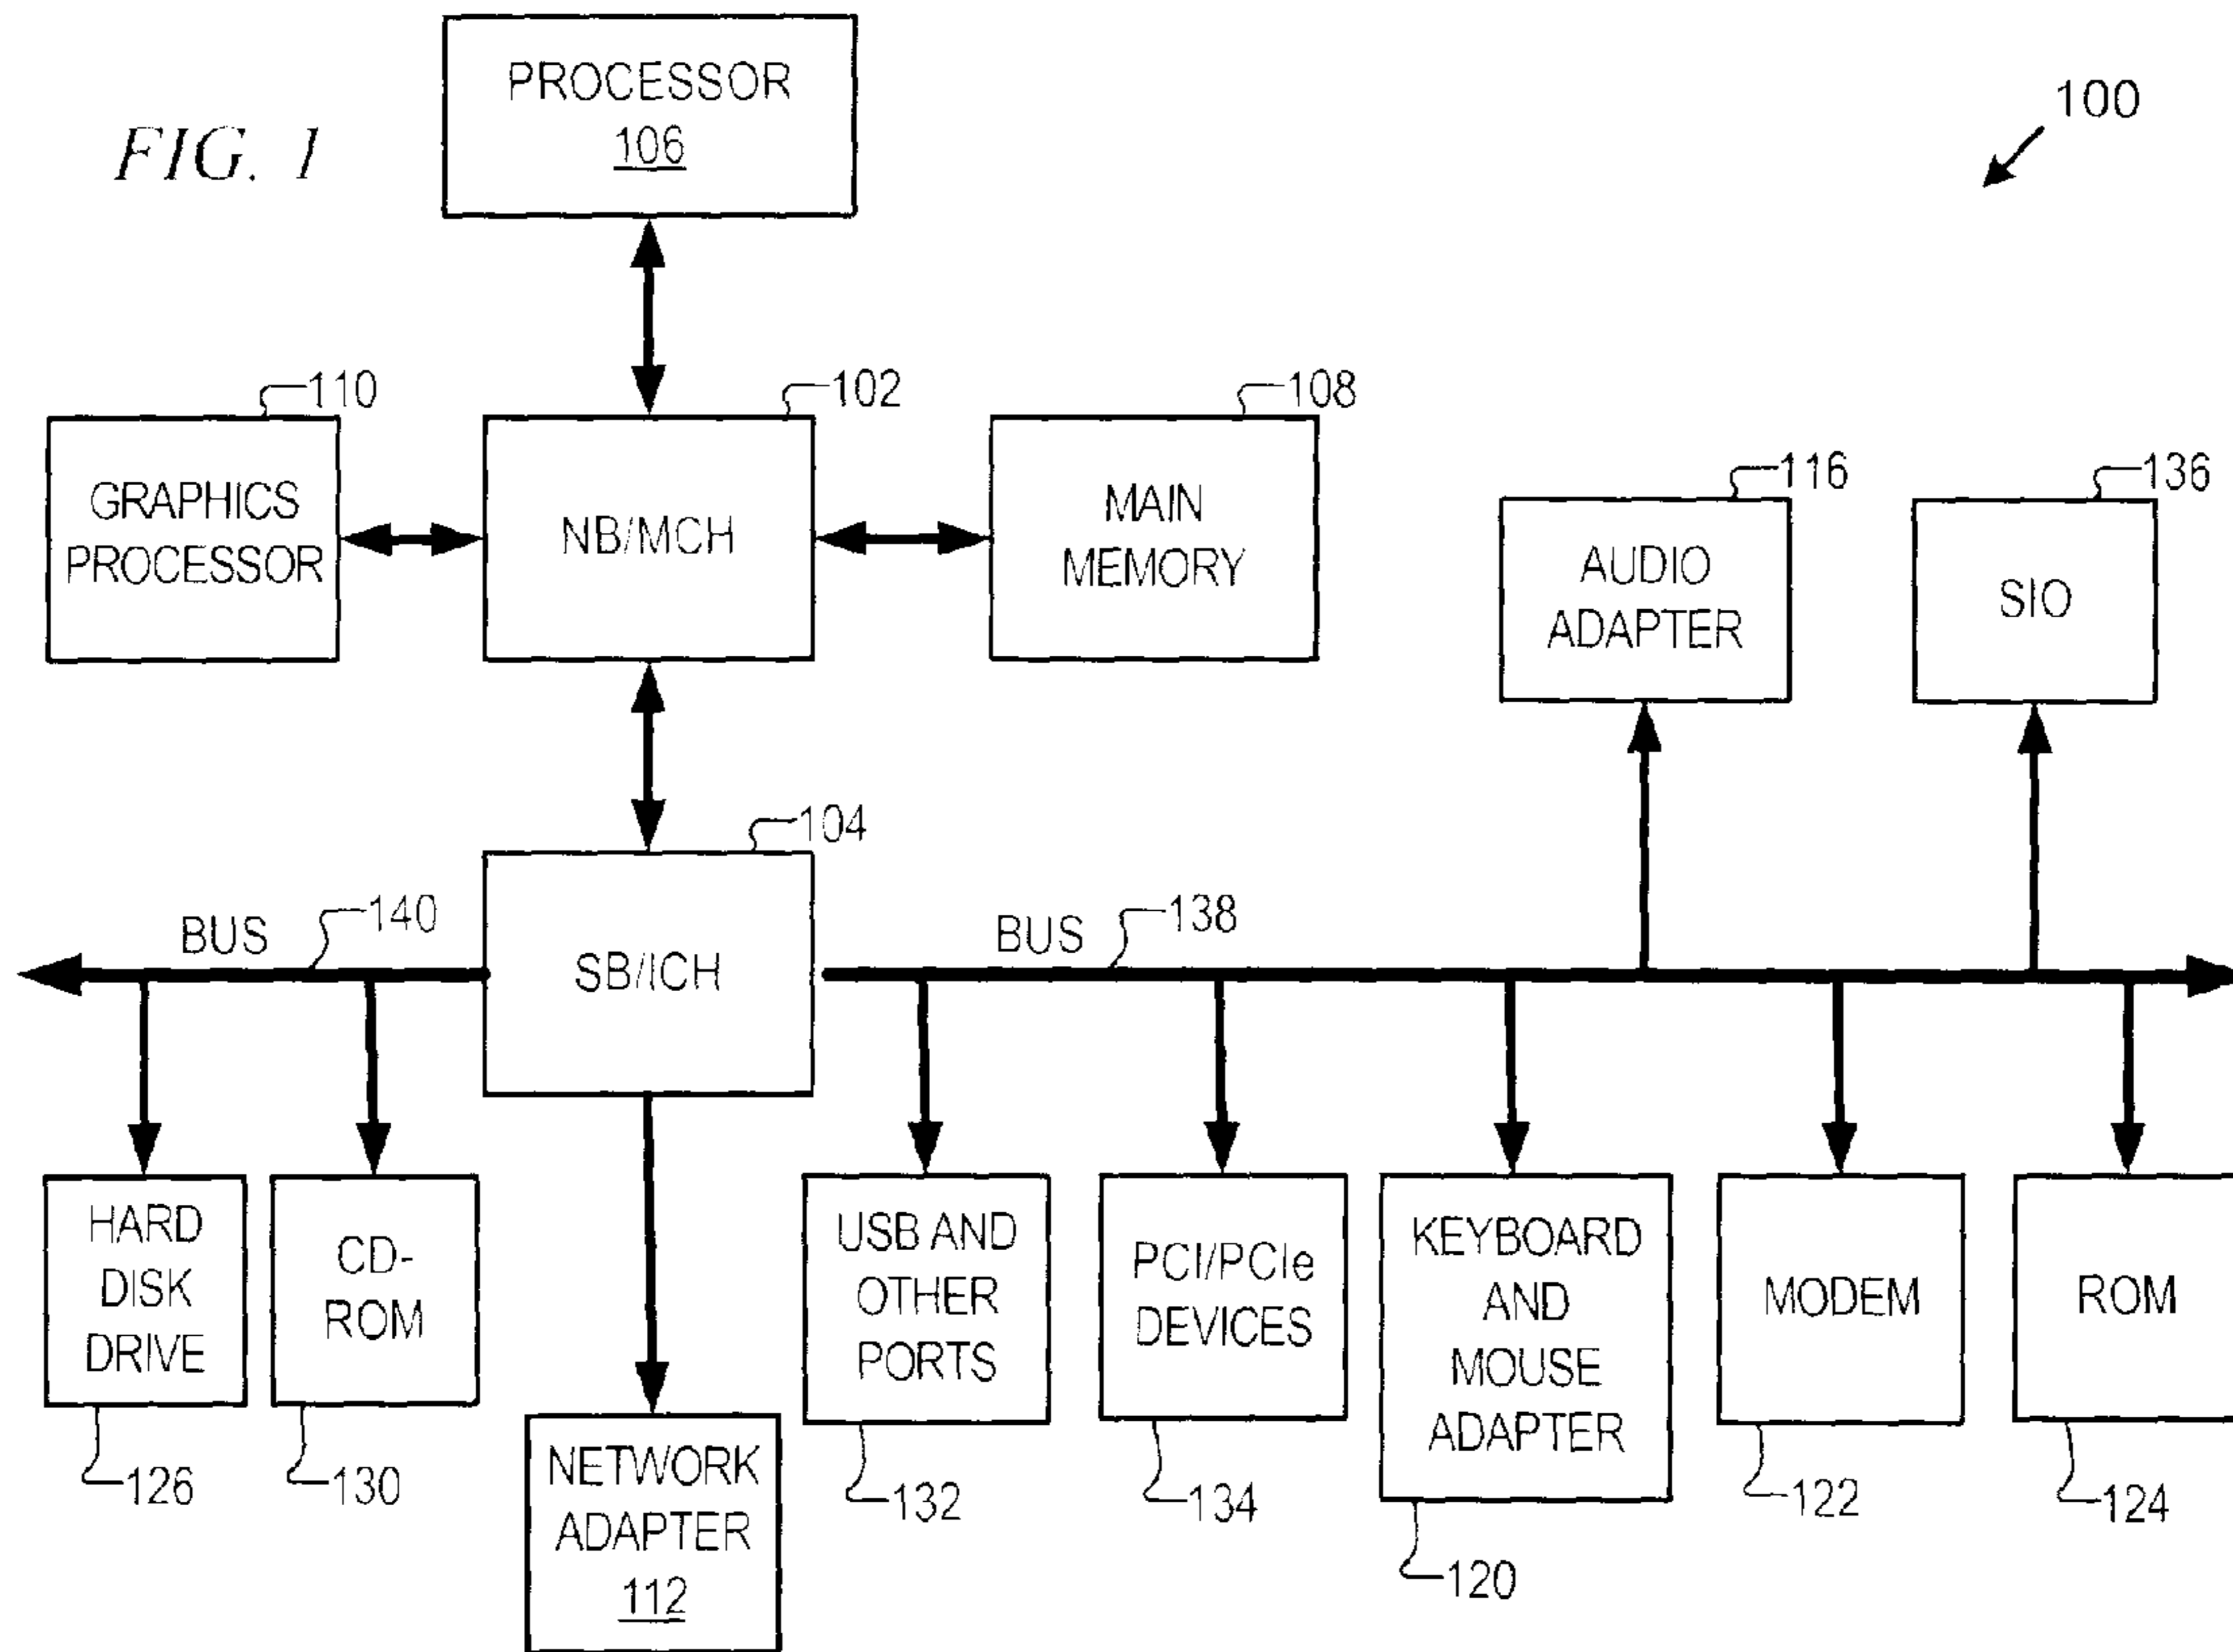 FIG. 1
PROCESSOR
106
100
110
102
108
GRAPHICS
PROCESSOR
NB/MCH
MAIN
MEMORY
116
136
AUDIO
ADAPTER
SIO
104
BUS
140
SB/ICH
BUS
138
HARD
DISK
DRIVE
126
CD-
ROM
130
NETWORK
ADAPTER
112
USB AND
OTHER
PORTS
132
PCI/PCIe
DEVICES
134
KEYBOARD
AND
MOUSE
ADAPTER
120
MODEM
122
ROM
124